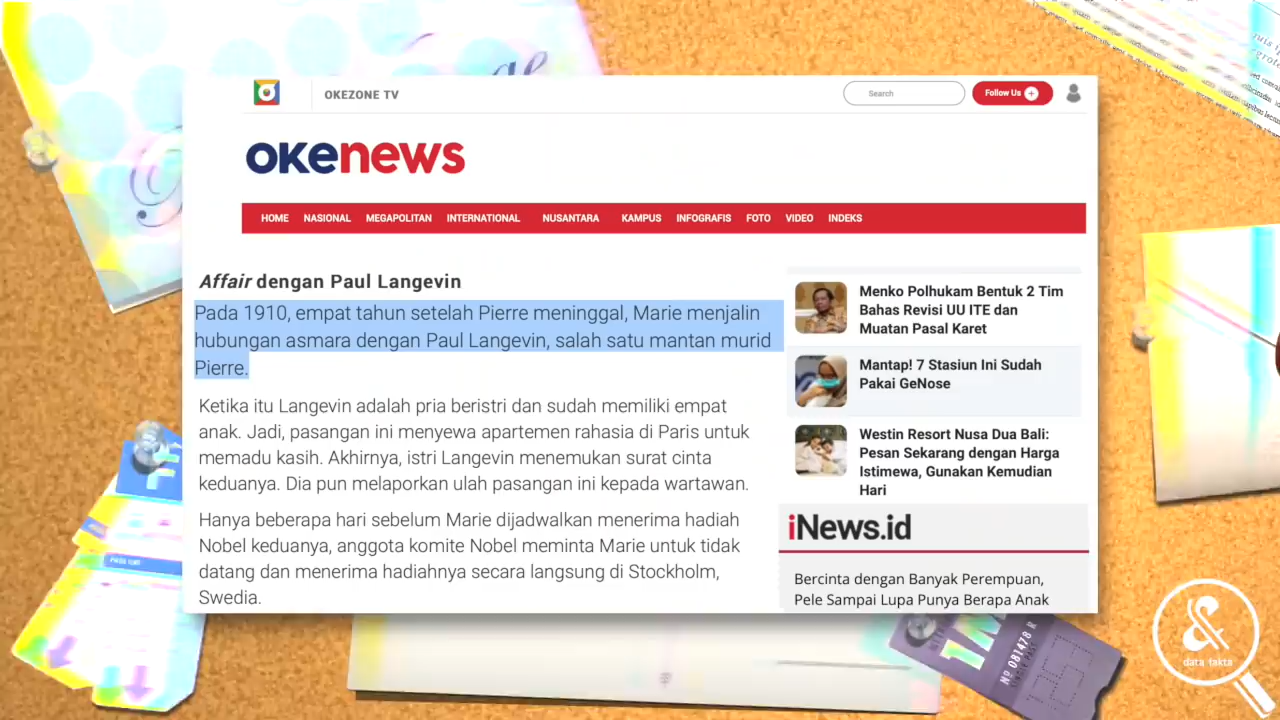 OKEZONE TV
Search
Follow Us
okenews
HOME NASIONAL MEGAPOLITAN INTERNATIONAL NUSANTARA KAMPUS INFOGRAFIS FOTO VIDEO INDEKS
Affair dengan Paul Langevin
Pada 1910, empat tahun setelah Pierre meninggal, Marie menjalin
hubungan asmara dengan Paul Langevin, salah satu mantan murid
Pierre.
Ketika itu Langevin adalah pria beristri dan sudah memiliki empat
anak. Jadi, pasangan ini menyewa apartemen rahasia di Paris untuk
memadu kasih. Akhirnya, istri Langevin menemukan surat cinta
keduanya. Dia pun melaporkan ulah pasangan ini kepada wartawan.
Hanya beberapa hari sebelum Marie dijadwalkan menerima hadiah
Nobel keduanya, anggota komite Nobel meminta Marie untuk tidak
datang dan menerima hadiahnya secara langsung di Stockholm,
Swedia.
Menko Polhukam Bentuk 2 Tim
Bahas Revisi UU ITE dan
Muatan Pasal Karet
Mantap! 7 Stasiun Ini Sudah
Pakai GeNose
Westin Resort Nusa Dua Bali:
Pesan Sekarang dengan Harga
Istimewa, Gunakan Kemudian
Hari
iNews.id
Bercinta dengan Banyak Perempuan,
Pele Sampai Lupa Punya Berapa Anak
Nº 081478
&
data fakta